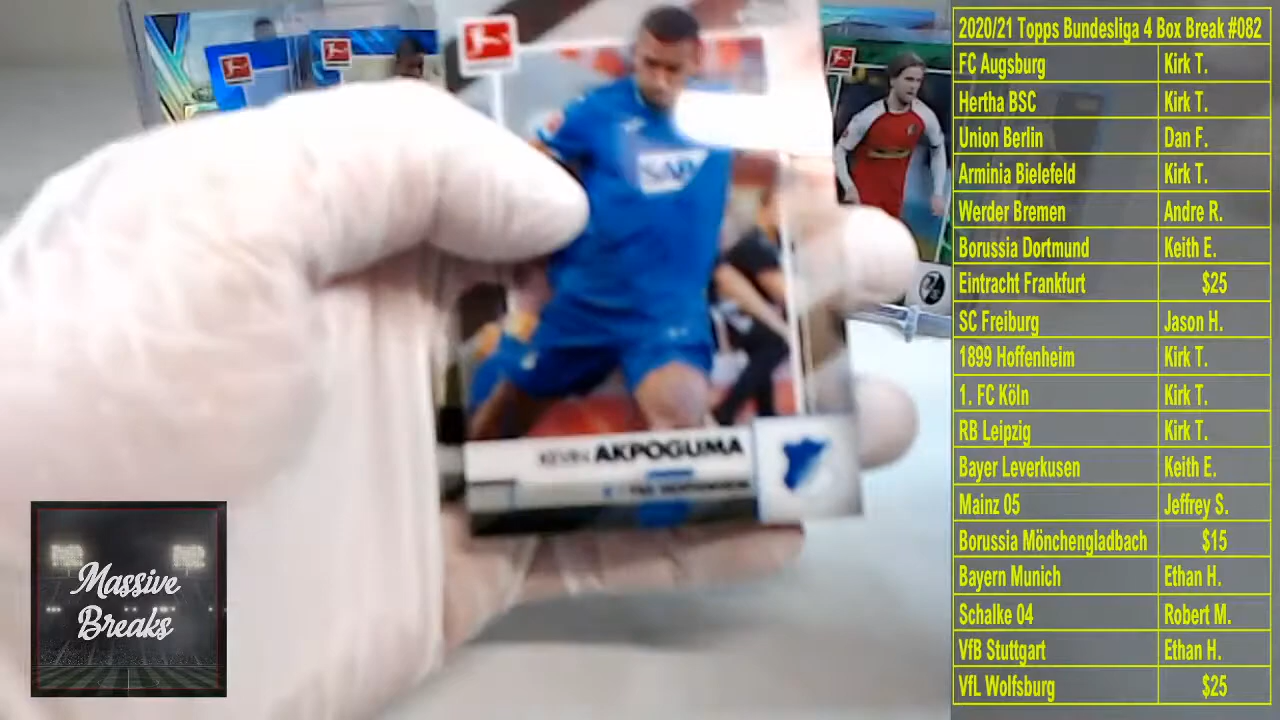 SAP
KEVIN AKPOGUMA
TSG HOFFENHEIM
Massive
Breaks
2020/21 Topps Bundesliga 4 Box Break #082
FC Augsburg Kirk T.
Hertha BSC Kirk T.
Union Berlin Dan F.
Arminia Bielefeld Kirk T.
Werder Bremen Andre R.
Borussia Dortmund Keith E.
Eintracht Frankfurt $25
SC Freiburg Jason H.
1899 Hoffenheim Kirk T.
1. FC Köln Kirk T.
RB Leipzig Kirk T.
Bayer Leverkusen Keith E.
Mainz 05 Jeffrey S.
Borussia Mönchengladbach $15
Bayern Munich Ethan H.
Schalke 04 Robert M.
VfB Stuttgart Ethan H.
VfL Wolfsburg $25